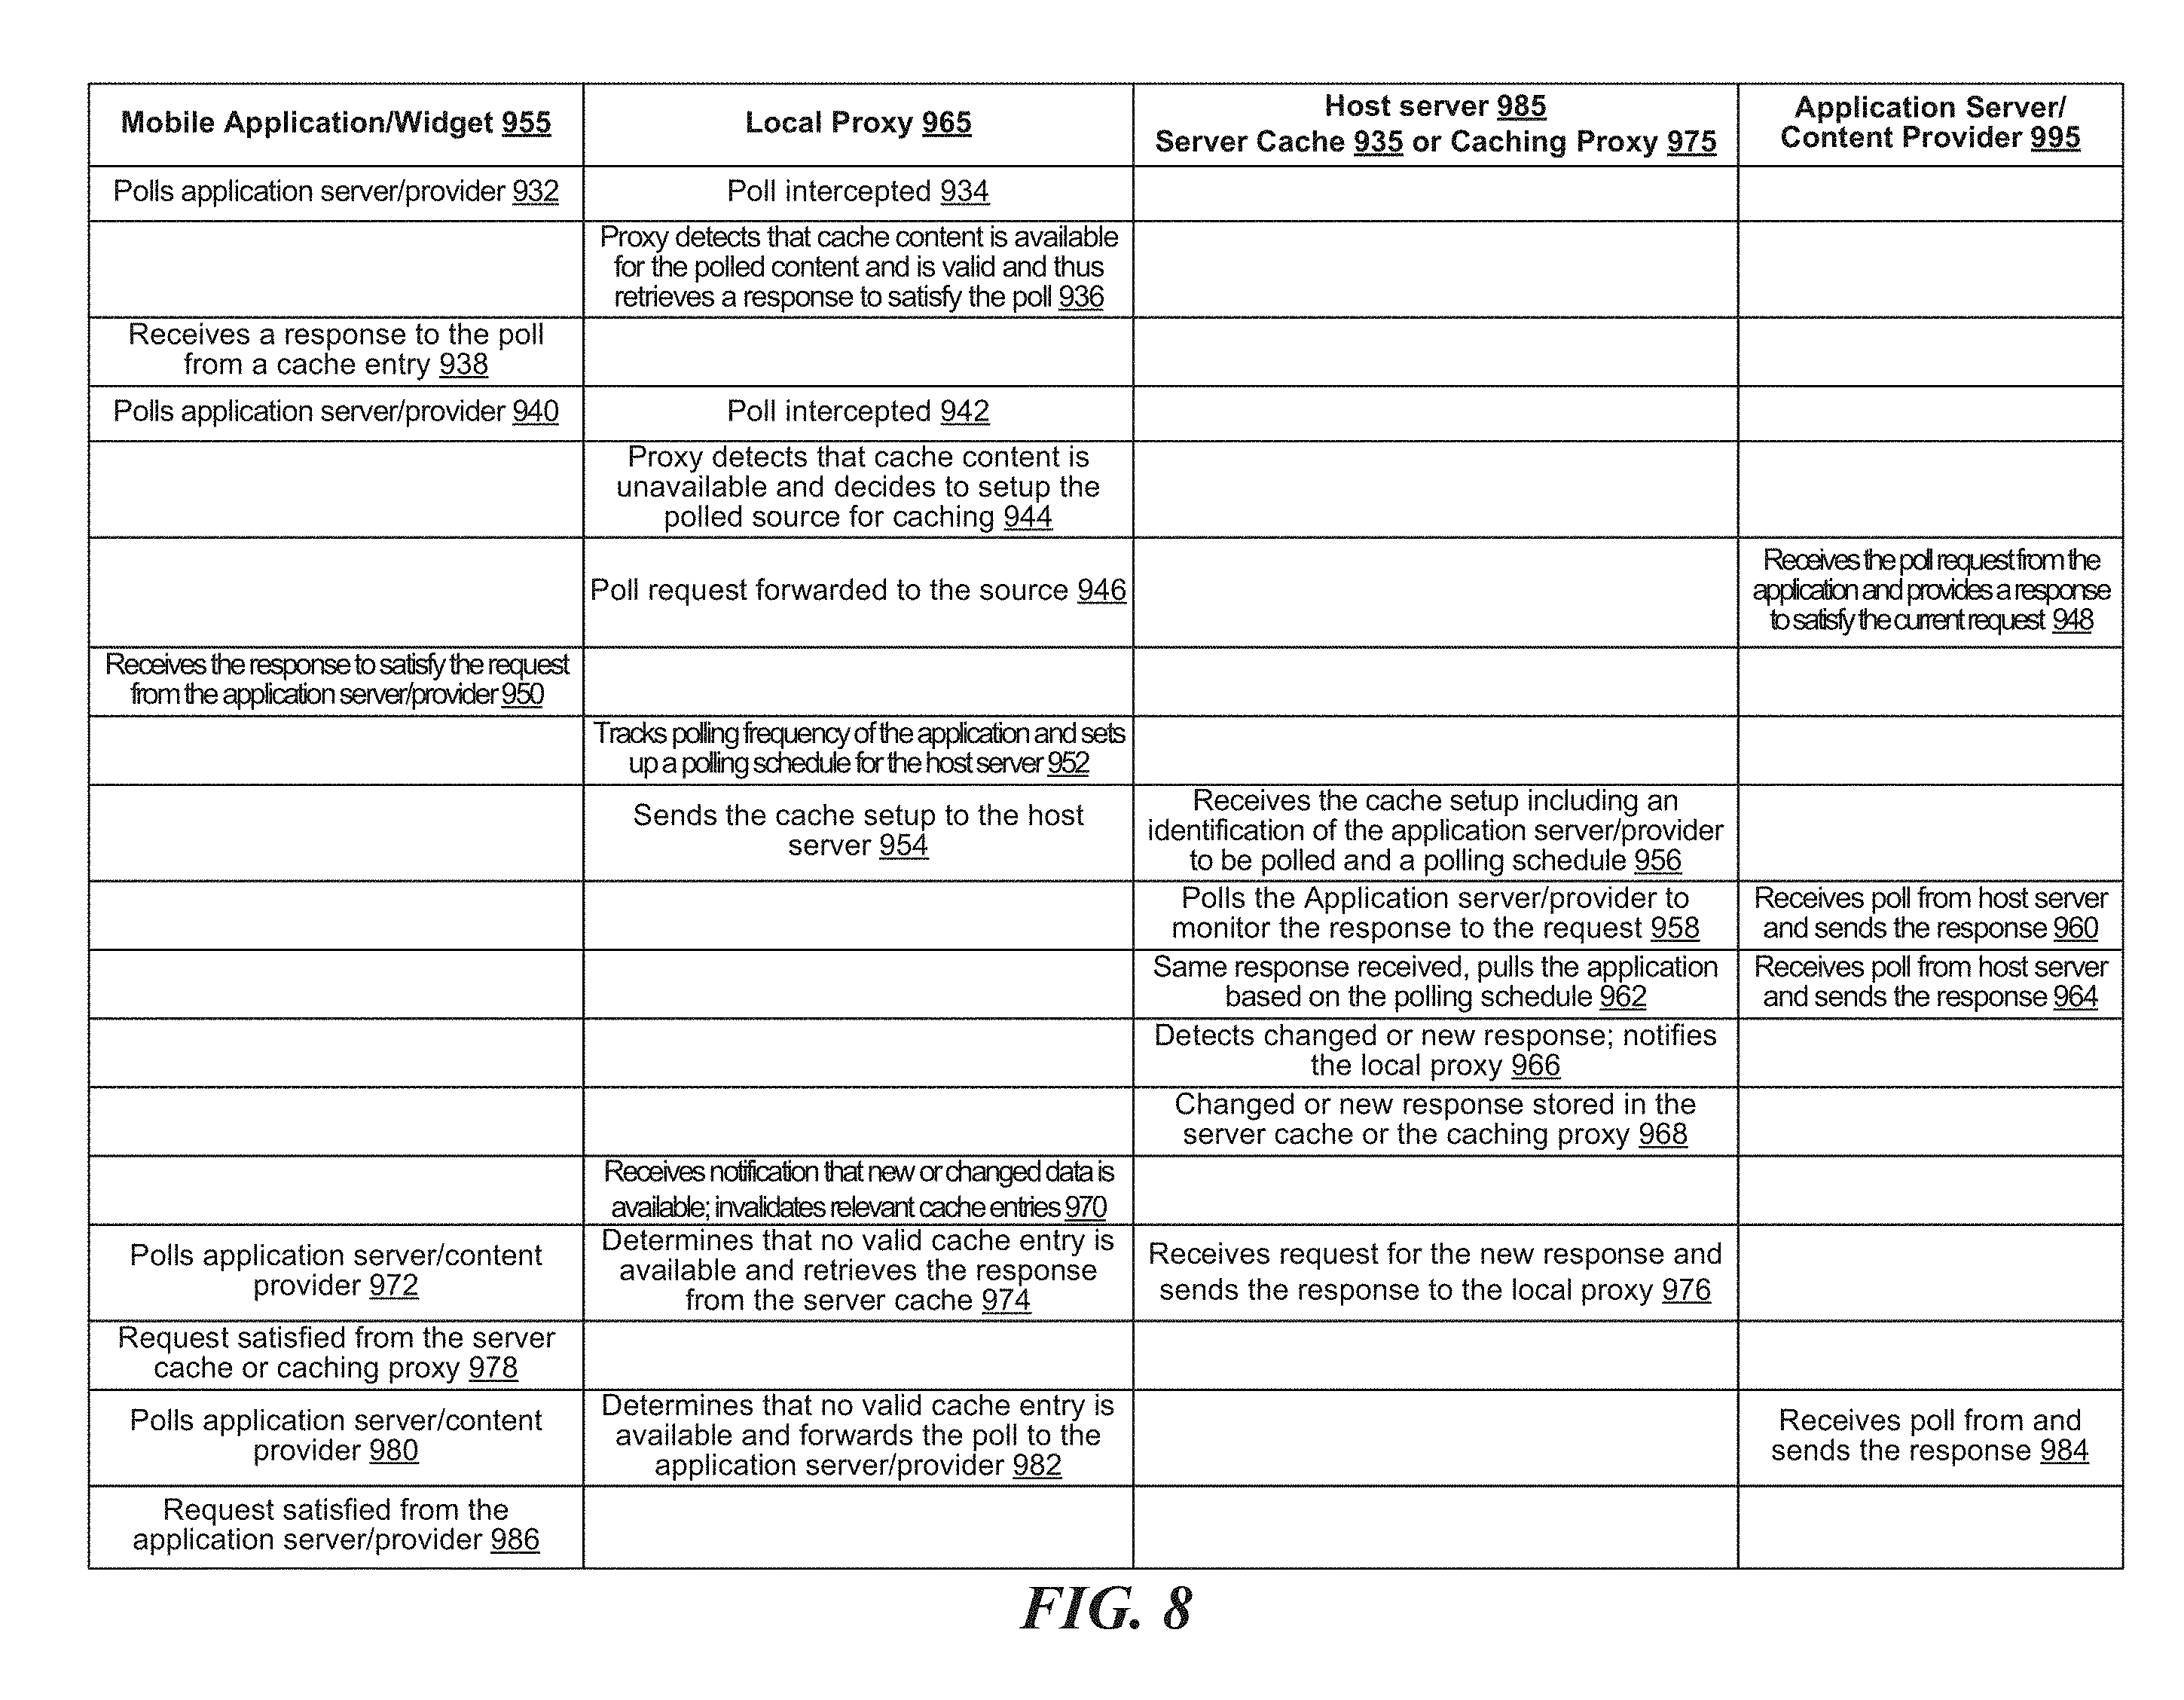 Mobile Application/Widget 955
Local Proxy 965
Host server 985
Server Cache 935 or Caching Proxy 975
Application Server/
Content Provider 995
Polls application server/provider 932
Poll intercepted 934
Proxy detects that cache content is available
for the polled content and is valid and thus
retrieves a response to satisfy the poll 936
Receives a response to the poll
from a cache entry 938
Polls application server/provider 940
Poll intercepted 942
Proxy detects that cache content is
unavailable and decides to setup the
polled source for caching 944
Poll request forwarded to the source 946
Receives the poll request from the
application and provides a response
to satisfy the current request 948
Receives the response to satisfy the request
from the application server/provider 950
Tracks polling frequency of the application and sets
up a polling schedule for the host server 952
Sends the cache setup to the host
server 954
Receives the cache setup including an
identification of the application server/provider
to be polled and a polling schedule 956
Polls the Application server/provider to
monitor the response to the request 958
Receives poll from host server
and sends the response 960
Same response received, pulls the application
based on the polling schedule 962
Receives poll from host server
and sends the response 964
Detects changed or new response; notifies
the local proxy 966
Changed or new response stored in the
server cache or the caching proxy 968
Receives notification that new or changed data is
available; invalidates relevant cache entries 970
Polls application server/content
provider 972
Determines that no valid cache entry is
available and retrieves the response
from the server cache 974
Receives request for the new response and
sends the response to the local proxy 976
Request satisfied from the server
cache or caching proxy 978
Polls application server/content
provider 980
Determines that no valid cache entry is
available and forwards the poll to the
application server/provider 982
Receives poll from and
sends the response 984
Request satisfied from the
application server/provider 986
FIG. 8